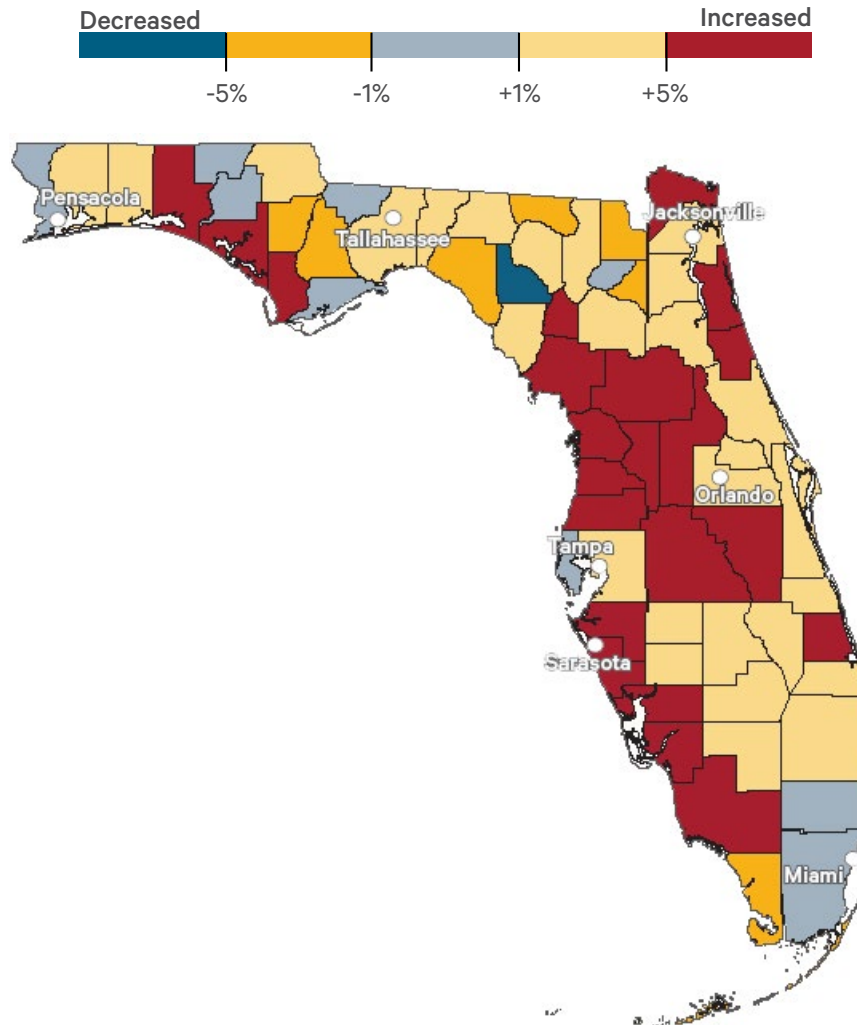 Decreased Increased
-5% -1% +1% +5%
Pensacola
Tallahassee
Jacksonville
Orlando
Tampa
Sarasota
Miami